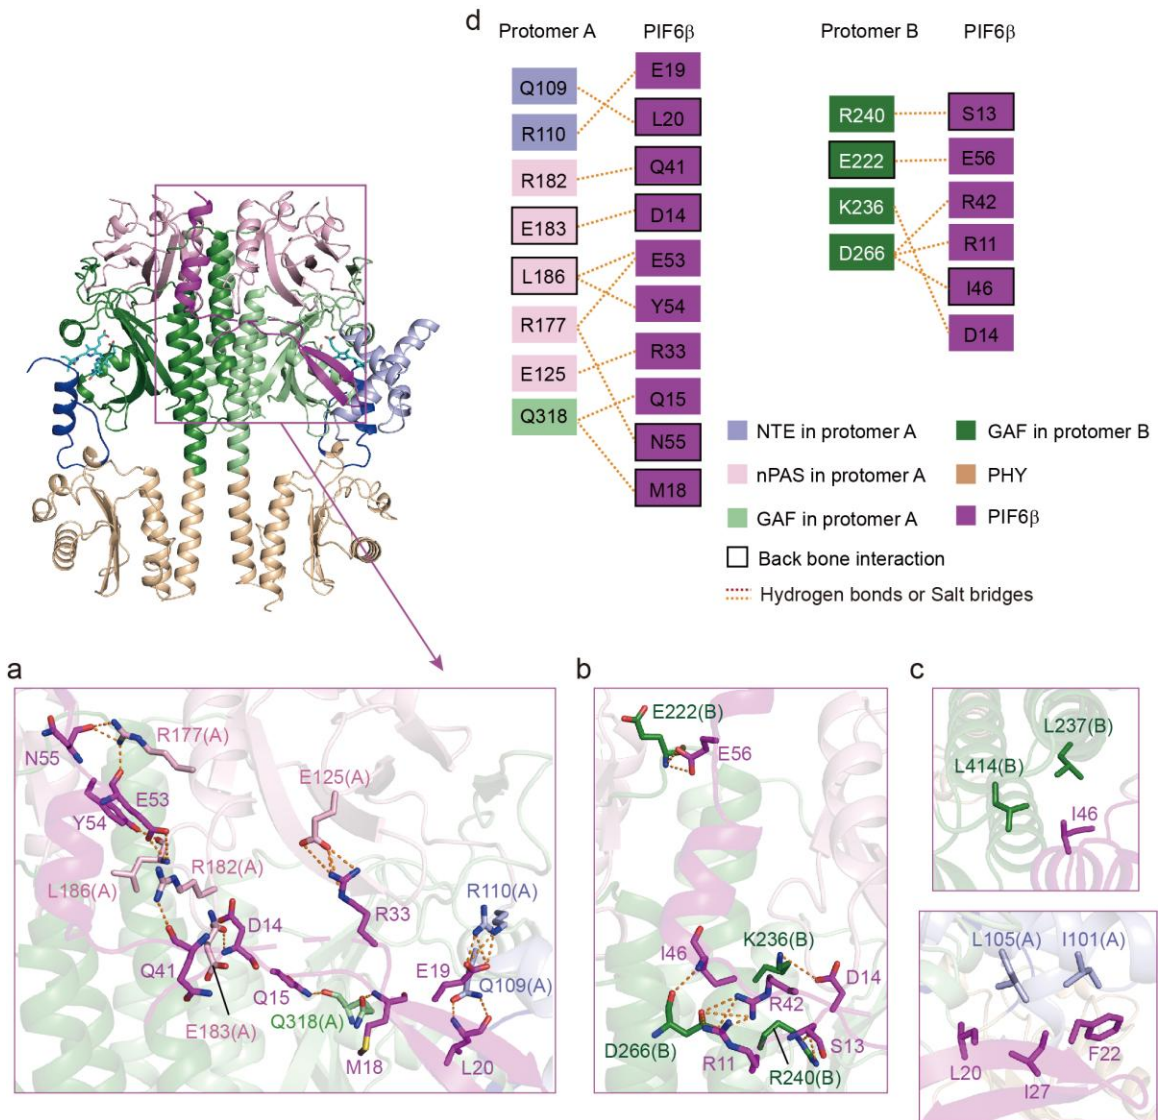 d
Protomer A
PIF6β
Protomer B
PIF6β
Q109
R110
R182
E183
L186
R177
E125
Q318
E19
L20
Q41
D14
E53
Y54
R33
Q15
N55
M18
R240
E222
K236
D266
S13
E56
R42
R11
I46
D14
NTE in protomer A
GAF in protomer B
nPAS in protomer A
PHY
GAF in protomer A
PIF6β
Back bone interaction
Hydrogen bonds or Salt bridges
a
N55
R177(A)
E53
Y54
E125(A)
L186(A)
R182(A)
R33
R110(A)
D14
Q41
Q15
E19
Q109(A)
E183(A)
Q318(A)
M18
L20
b
E222(B)
E56
I46
K236(B)
D14
R42
D266(B)
R11
S13
R240(B)
c
L237(B)
L414(B)
I46
L105(A)
I101(A)
L20
I27
F22